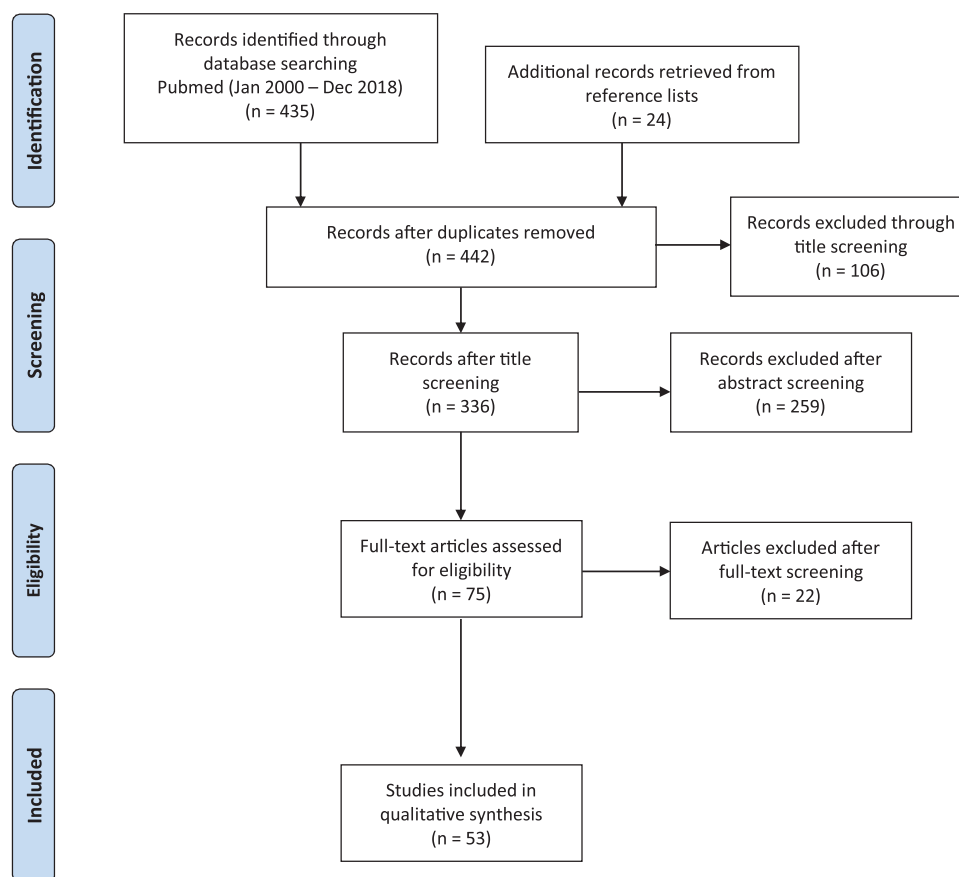 Identification
Records identified through
database searching
Pubmed (Jan 2000 – Dec 2018)
(n = 435)
Additional records retrieved from
reference lists
(n = 24)
Records after duplicates removed
(n = 442)
Records excluded through
title screening
(n = 106)
Screening
Records after title
screening
(n = 336)
Records excluded after
abstract screening
(n = 259)
Eligibility
Full-text articles assessed
for eligibility
(n = 75)
Articles excluded after
full-text screening
(n = 22)
Included
Studies included in
qualitative synthesis
(n = 53)